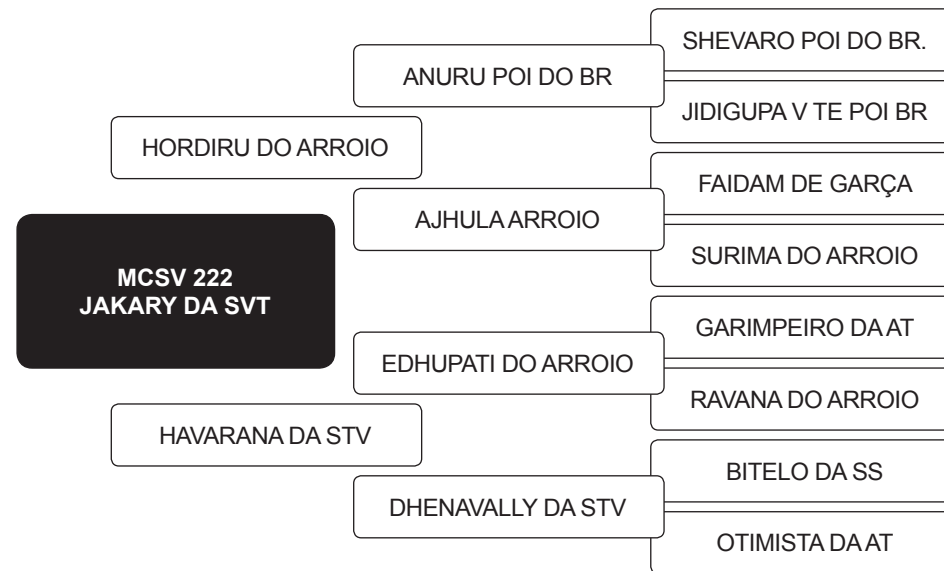 SHEVARO POI DO BR.
ANURU POI DO BR
JIDIGUPA V TE POI BR
HORDIRU DO ARROIO
FAIDAM DE GARÇA
AJHULA ARROIO
SURIMA DO ARROIO
MCSV 222
JAKARY DA SVT
GARIMPEIRO DA AT
EDHUPATI DO ARROIO
RAVANA DO ARROIO
HAVARANA DA STV
BITELO DA SS
DHENAVALLY DA STV
OTIMISTA DA AT